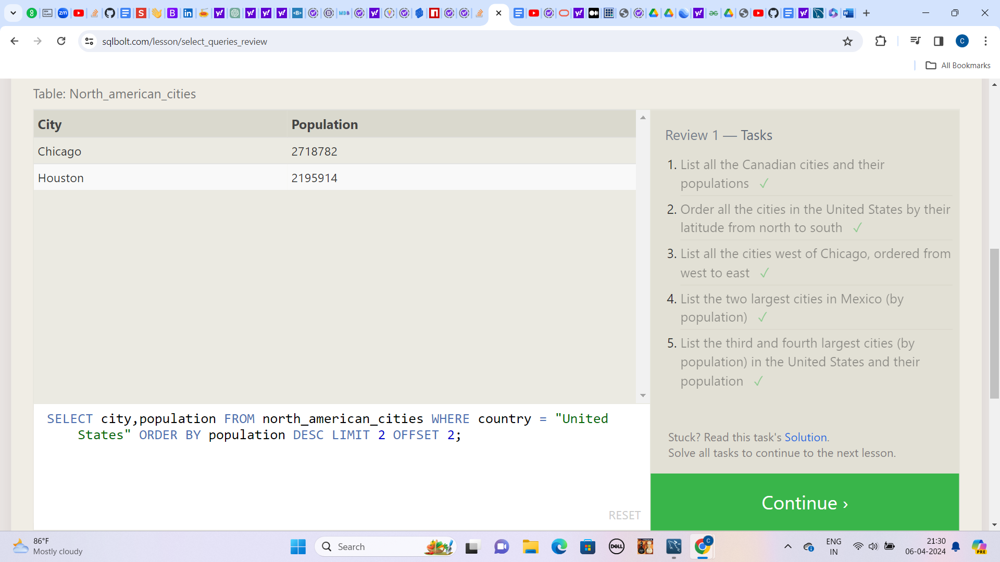 sqlbolt.com/lesson/select_queries_review
All Bookmarks
Table: North_american_cities
City Population
Chicago 2718782
Houston 2195914
Review 1 — Tasks
1. List all the Canadian cities and their
populations ✓
2. Order all the cities in the United States by their
latitude from north to south ✓
3. List all the cities west of Chicago, ordered from
west to east ✓
4. List the two largest cities in Mexico (by
population) ✓
5. List the third and fourth largest cities (by
population) in the United States and their
population ✓
SELECT city,population FROM north_american_cities WHERE country = "United
States" ORDER BY population DESC LIMIT 2 OFFSET 2;
RESET
Stuck? Read this task's Solution.
Solve all tasks to continue to the next lesson.
Continue ›
86°F
Mostly cloudy
Search
DELL
C
ENG
IN
21:30
06-04-2024
PRE